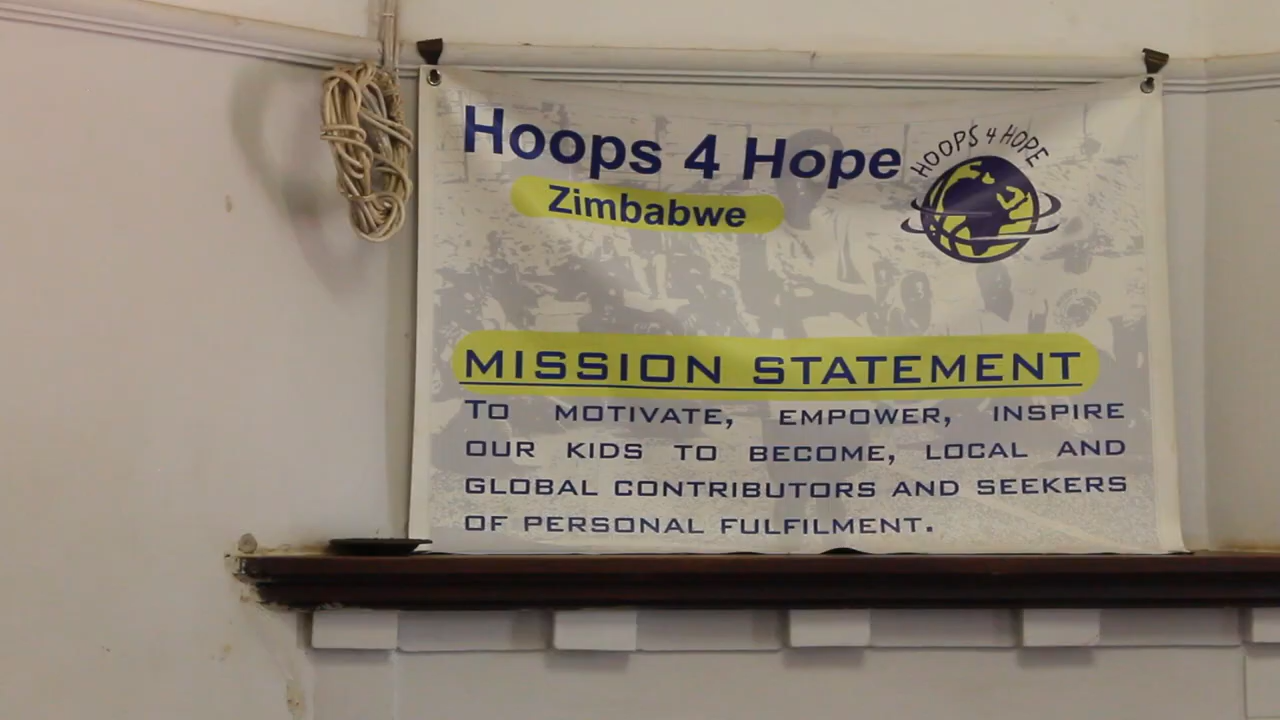 Hoops 4 Hope
HOOPS 4 HOPE
Zimbabwe
MISSION STATEMENT
TO MOTIVATE, EMPOWER, INSPIRE
OUR KIDS TO BECOME, LOCAL AND
GLOBAL CONTRIBUTORS AND SEEKERS
OF PERSONAL FULFILMENT.